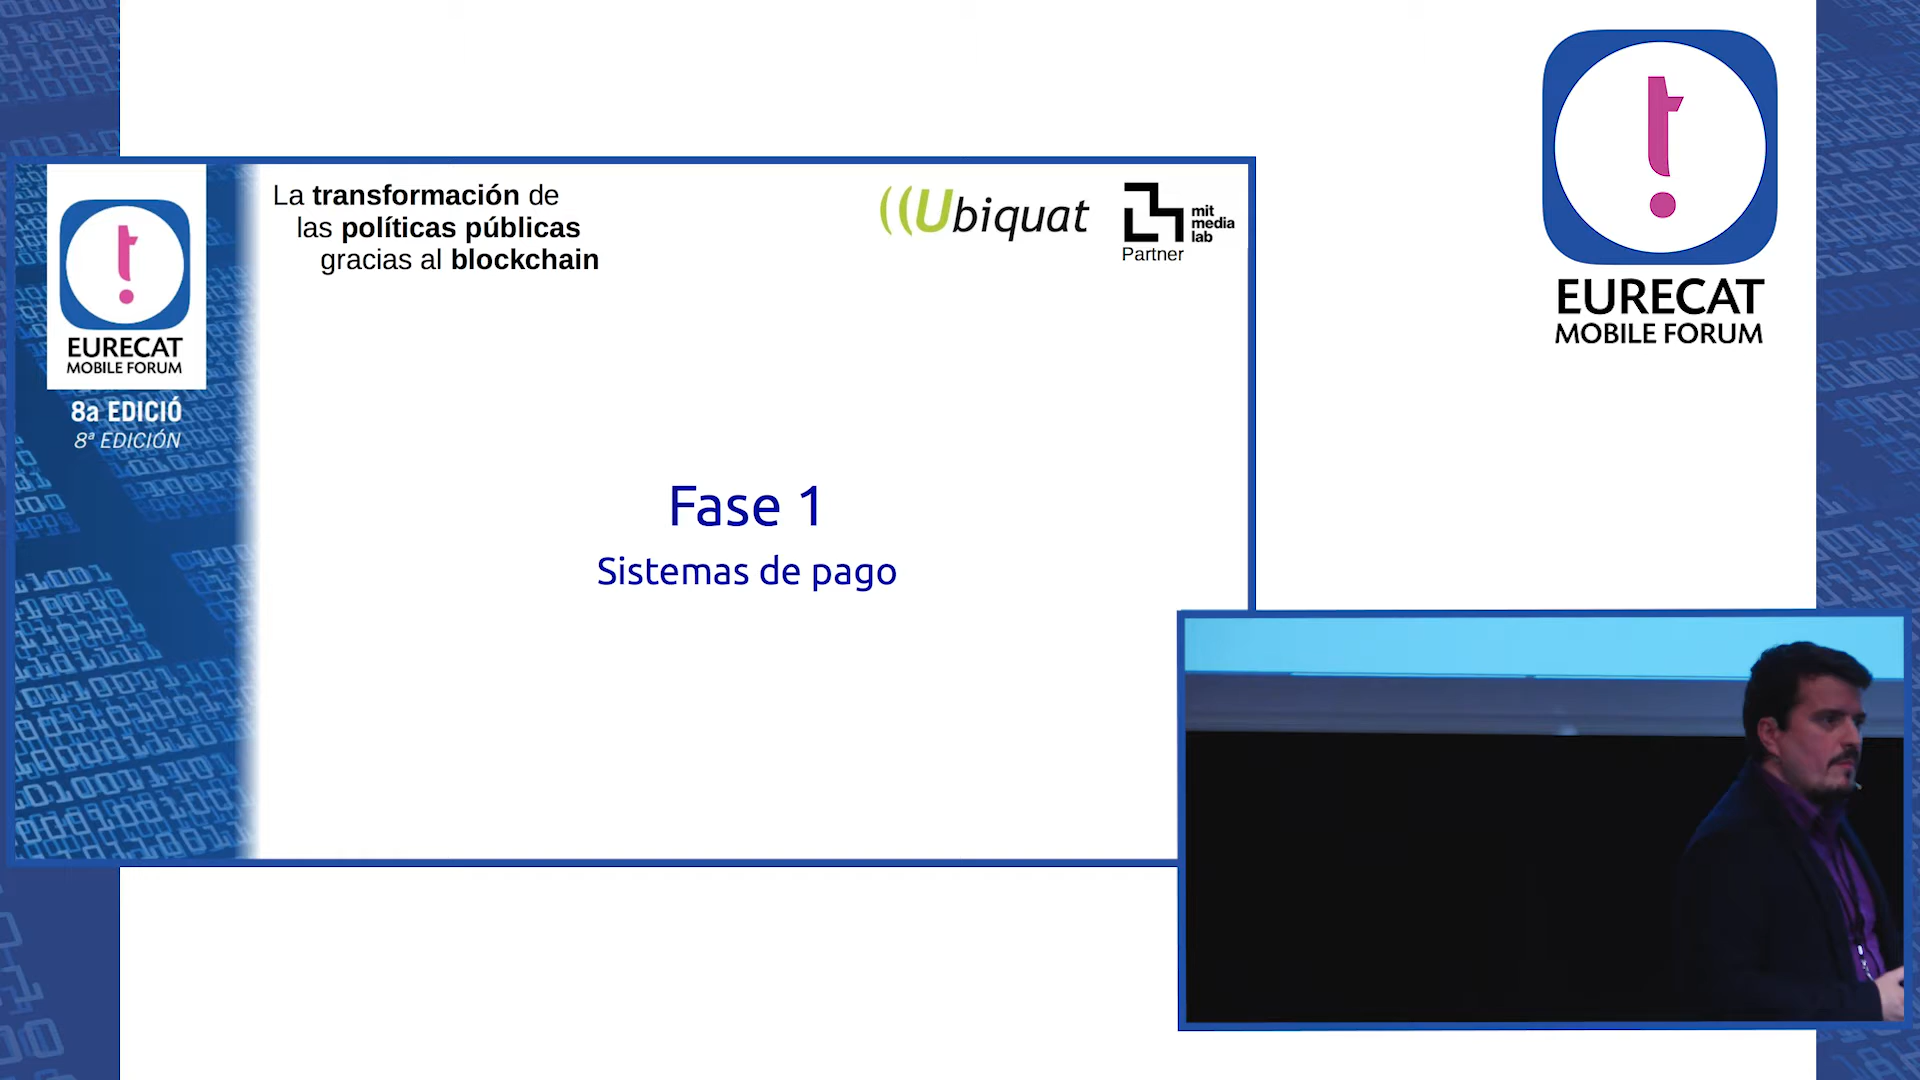 La transformación de
las políticas públicas
gracias al blockchain
Ubiquat
mit
media
lab
Partner
EURECAT
MOBILE FORUM
8a EDICIÓ
8ª EDICIÓN
Fase 1
Sistemas de pago
EURECAT
MOBILE FORUM